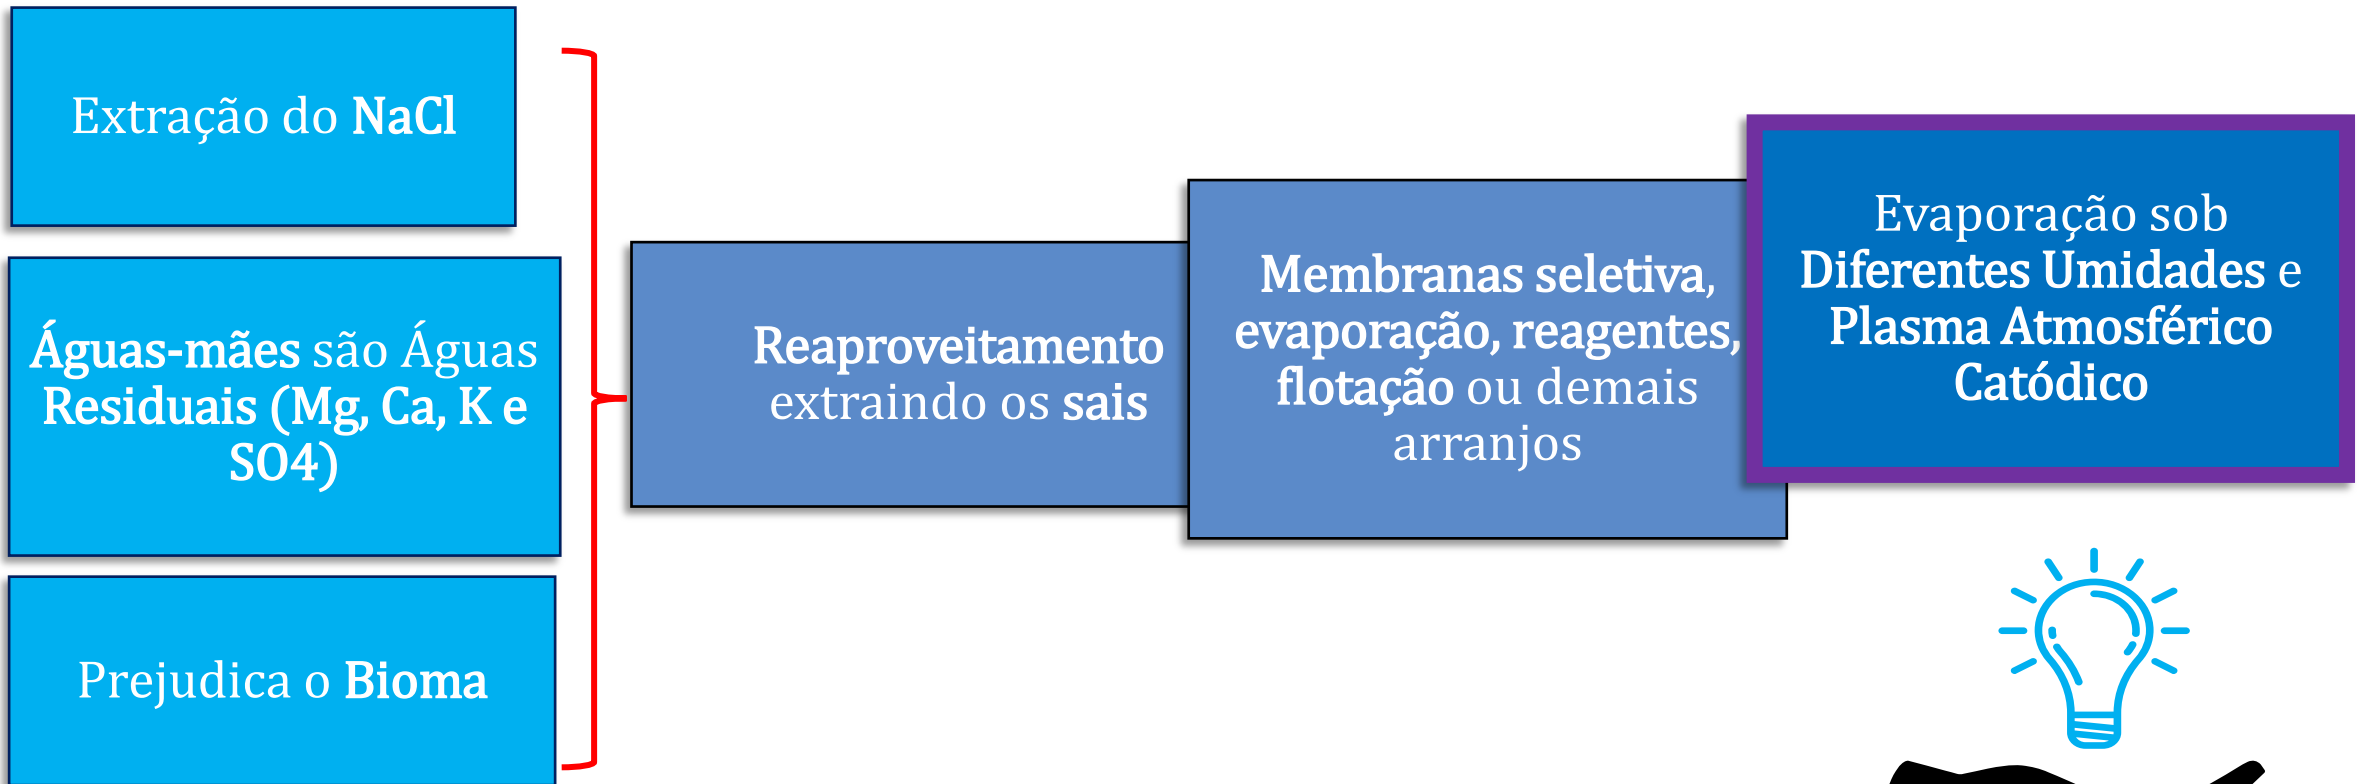 Extração do NaCl
Águas-mães são Águas
Residuais (Mg, Ca, K e
SO4)
Prejudica o Bioma
Reaproveitamento
extraindo os sais
Membranas seletiva,
evaporação, reagentes,
flotação ou demais
arranjos
Evaporação sob
Diferentes Umidades e
Plasma Atmosférico
Catódico